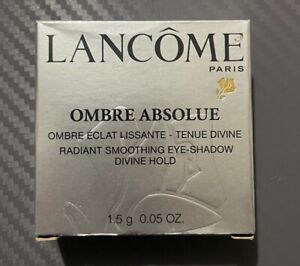 LANCÔME
PARIS
OMBRE ABSOLUE
OMBRE ÉCLAT LISSANTE - TENUE DIVINE
RADIANT SMOOTHING EYE-SHADOW
DIVINE HOLD
1.5 g 0.05 OZ.